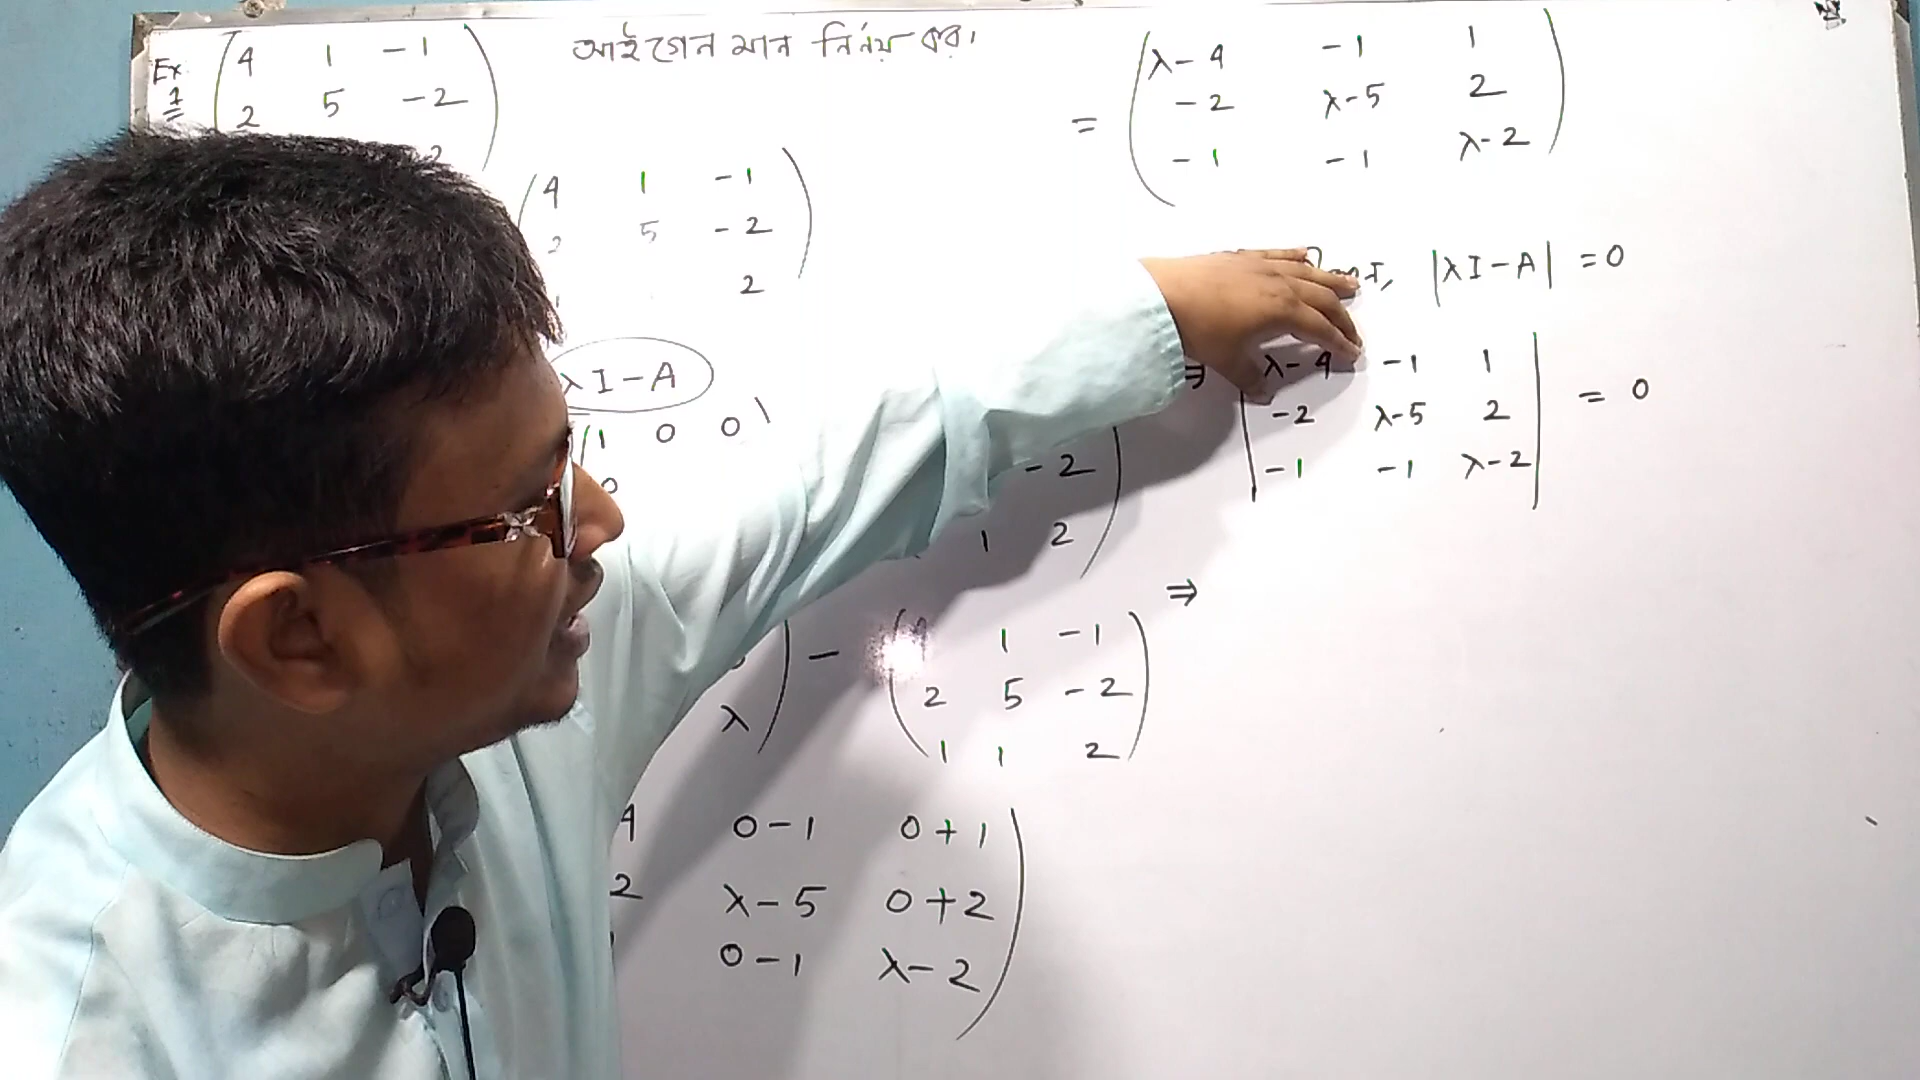 Ex 1 ( 4 1 -1
2 5 -2
2 )
আইগেন মান নির্নয় কর।
( 4 1 -1
2 5 -2
2 )
λI-A
( 1 0 0 )
0
-2
1 2 )
λ ) - ( 1 -1
2 5 -2
1 1 2 )
4 0-1 0+1
2 λ-5 0+2
0-1 λ-2 )
= ( λ-4 -1 1
-2 λ-5 2
-1 -1 λ-2 )
|λI-A| =0
⇒ | λ-4 -1 1
-2 λ-5 2 | = 0
-1 -1 λ-2 |
⇒